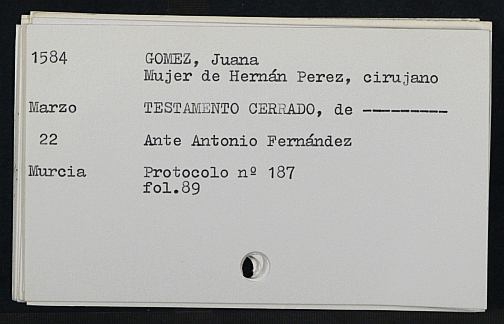 1584 GOMEZ, Juana
Mujer de Hernán Perez, cirujano
Marzo TESTAMENTO CERRADO, de ---------
22 Ante Antonio Fernández
Murcia Protocolo nº 187
fol.89